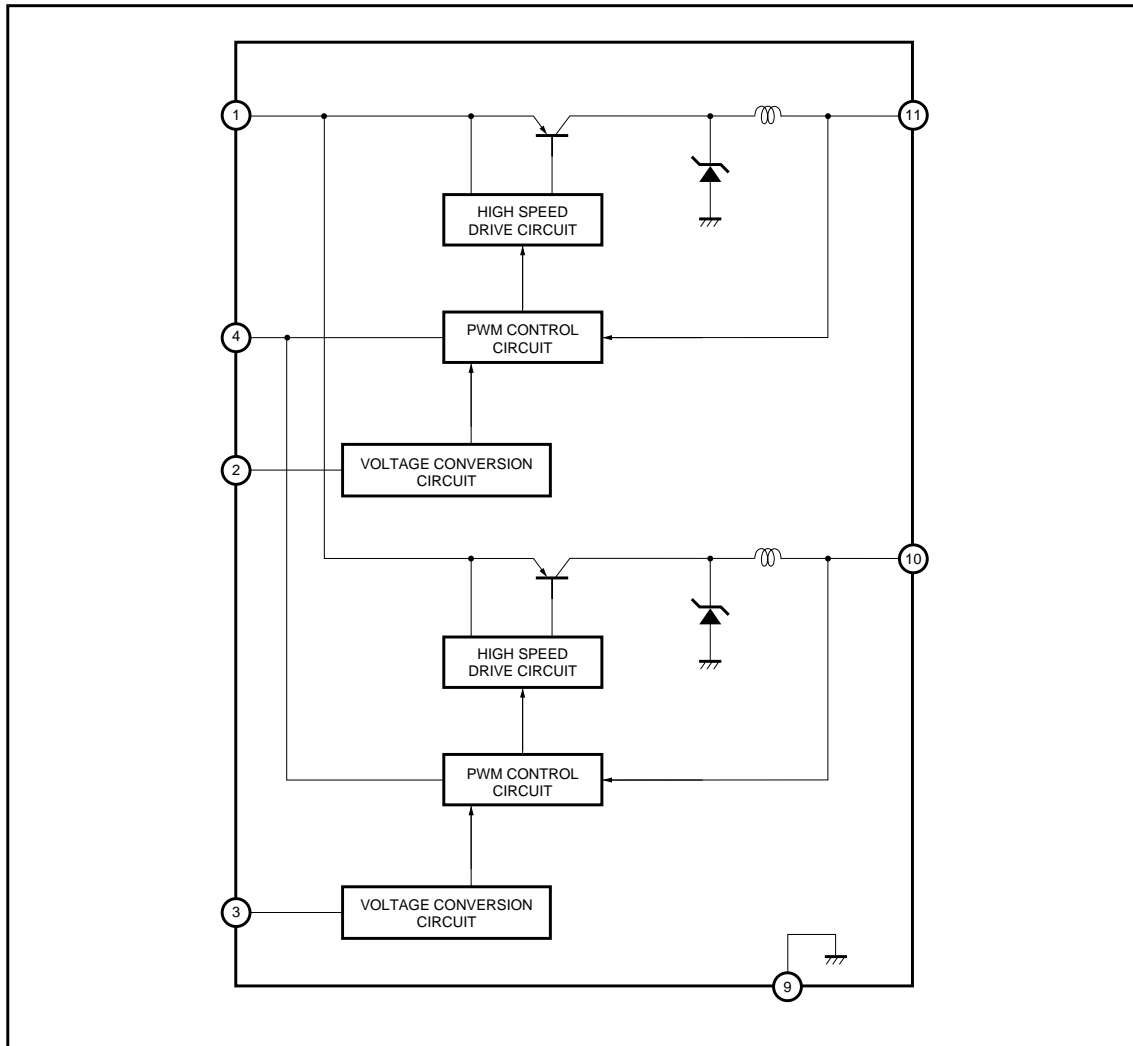 1
11
HIGH SPEED
DRIVE CIRCUIT
4
PWM CONTROL
CIRCUIT
2
VOLTAGE CONVERSION
CIRCUIT
10
HIGH SPEED
DRIVE CIRCUIT
PWM CONTROL
CIRCUIT
3
VOLTAGE CONVERSION
CIRCUIT
9